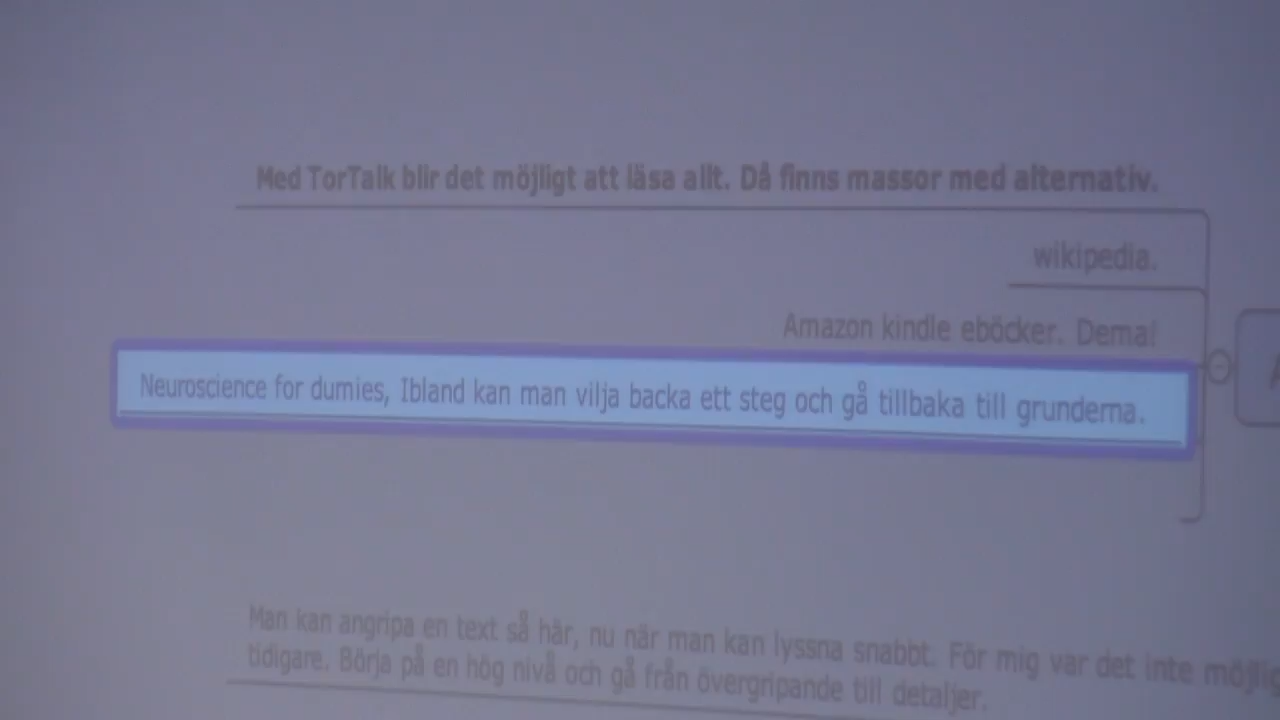 Med TorTalk blir det möjligt att läsa allt. Då finns massor med alternativ.
wikipedia.
Amazon kindle eböcker. Dema!
Neuroscience for dumies, Ibland kan man vilja backa ett steg och gå tillbaka till grunderna.
Man kan angripa en text så här, nu när man kan lyssna snabbt. För mig var det inte möjlig
tidigare. Börja på en hög nivå och gå från övergripande till detaljer.